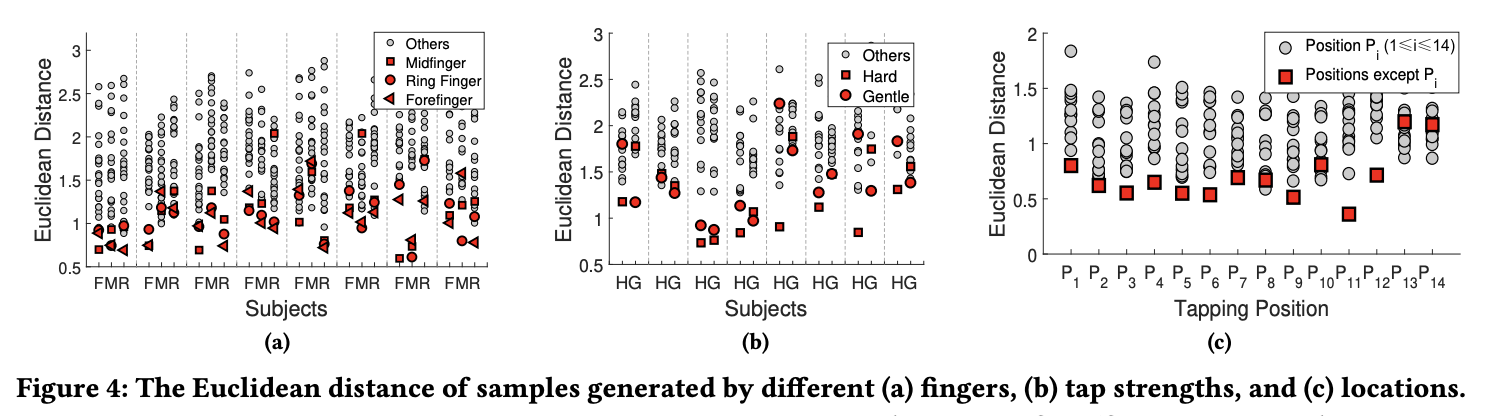 Euclidean Distance
3
2.5
2
1.5
1
0.5
Others
Midfinger
Ring Finger
Forefinger
FMR FMR FMR FMR FMR FMR FMR FMR
Subjects
(a)
Euclidean Distance
3
2.5
2
1.5
1
0.5
Others
Hard
Gentle
HG HG HG HG HG HG HG HG
Subjects
(b)
Euclidean Distance
2
1.5
1
0.5
0
Position Pi (1≤i≤14)
Positions except Pi
P1 P2 P3 P4 P5 P6 P7 P8 P9 P10 P11 P12 P13 P14
Tapping Position
(c)
Figure 4: The Euclidean distance of samples generated by different (a) fingers, (b) tap strengths, and (c) locations.